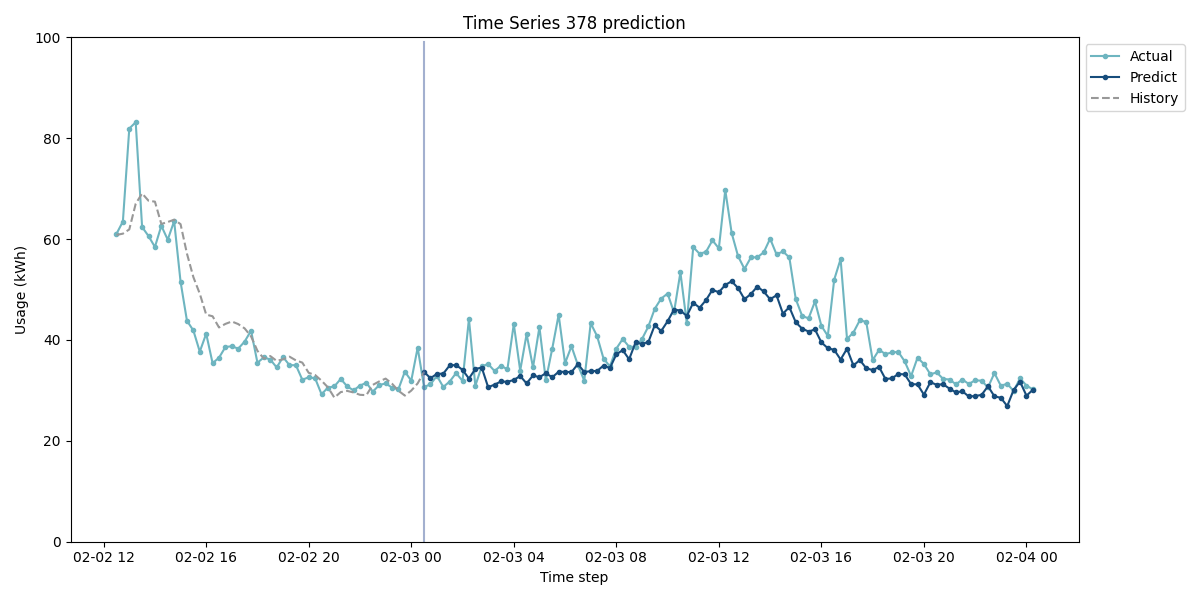 Time Series 378 prediction
100
80
60
40
20
0
Usage (kWh)
02-02 12
02-02 16
02-02 20
02-03 00
02-03 04
02-03 08
02-03 12
02-03 16
02-03 20
02-04 00
Time step
Actual
Predict
History